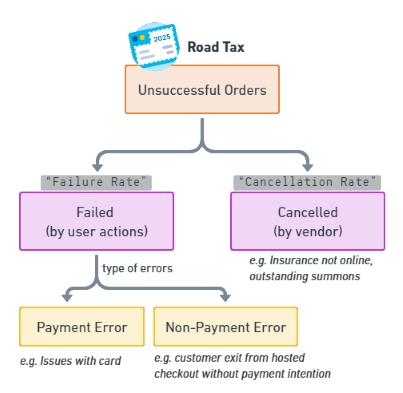 2025
Road Tax
Unsuccessful Orders
"Failure Rate"
"Cancellation Rate"
Failed
(by user actions)
Cancelled
(by vendor)
e.g. Insurance not online,
outstanding summons
type of errors
Payment Error
Non-Payment Error
e.g. Issues with card
e.g. customer exit from hosted
checkout without payment intention